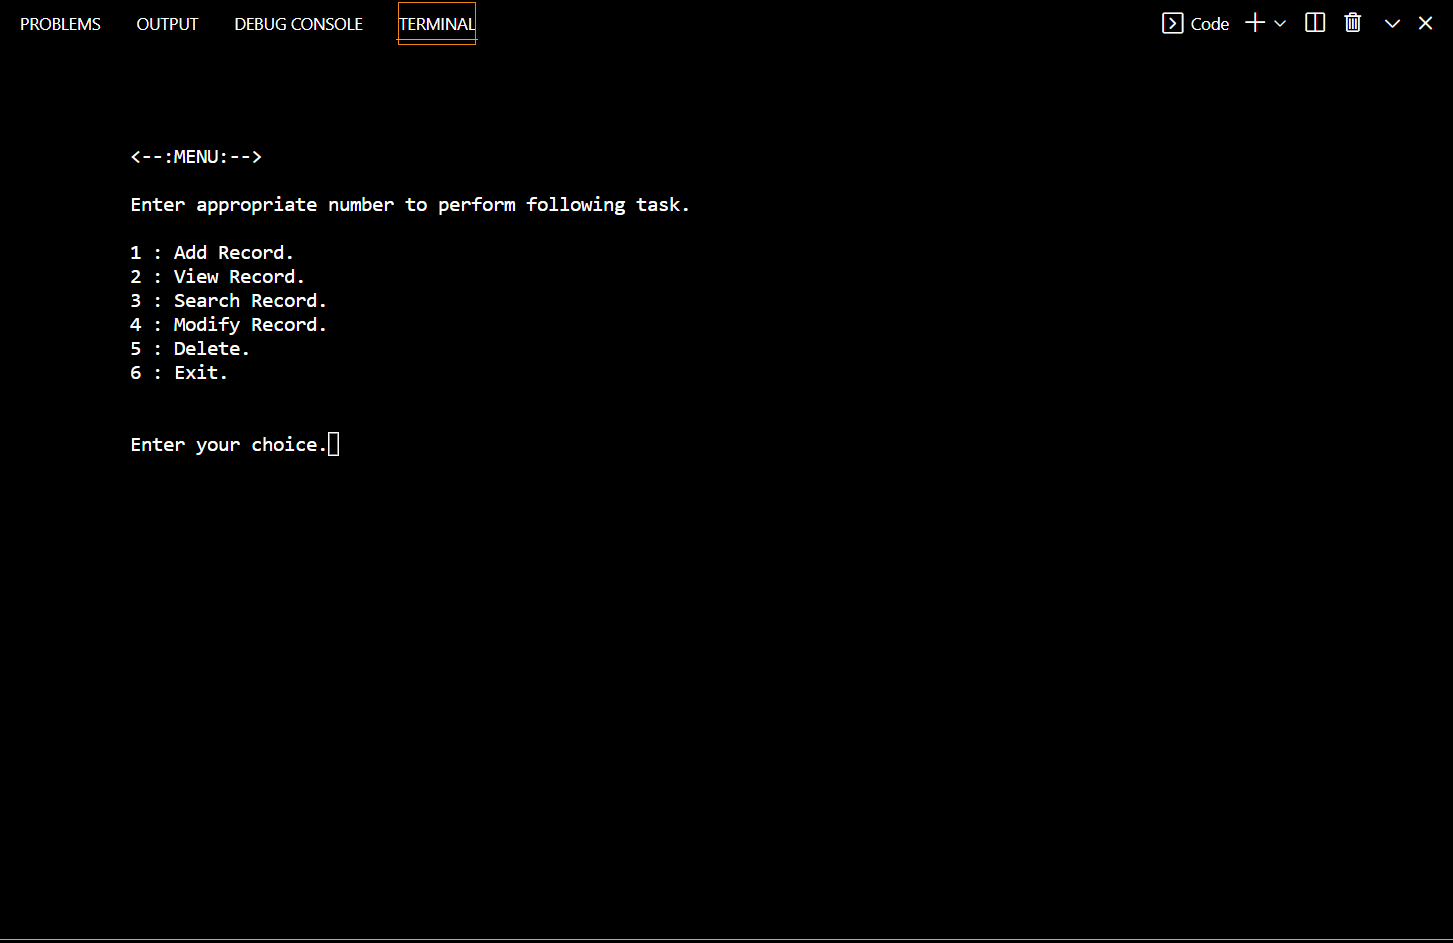 PROBLEMS OUTPUT DEBUG CONSOLE TERMINAL Code
<--:MENU:-->
Enter appropriate number to perform following task.
1 : Add Record.
2 : View Record.
3 : Search Record.
4 : Modify Record.
5 : Delete.
6 : Exit.
Enter your choice.